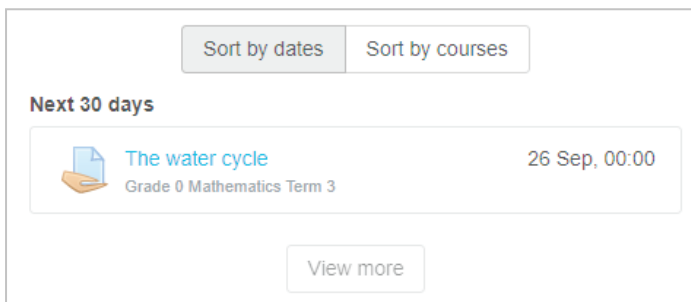 Sort by dates Sort by courses
Next 30 days
The water cycle 26 Sep, 00:00
Grade 0 Mathematics Term 3
View more